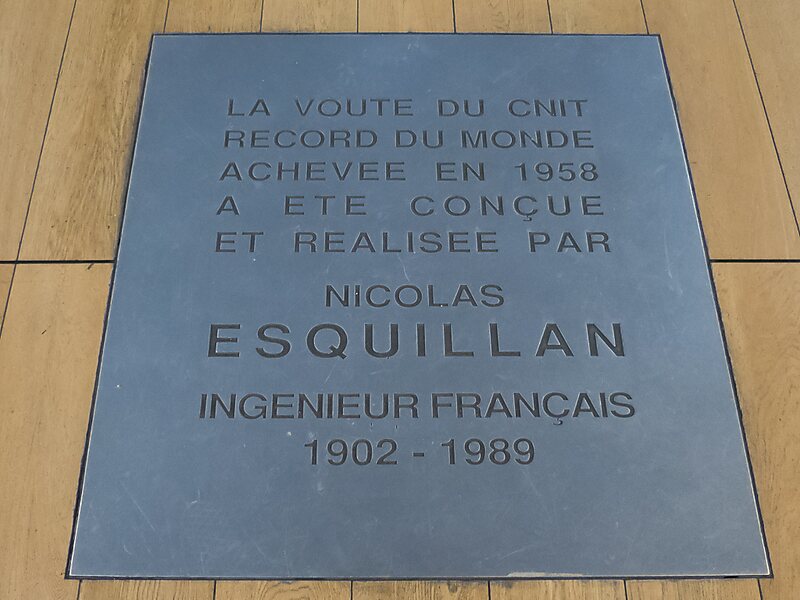 LA VOUTE DU CNIT
RECORD DU MONDE
ACHEVEE EN 1958
A ETE CONÇUE
ET REALISEE PAR
NICOLAS
ESQUILLAN
INGENIEUR FRANÇAIS
1902 - 1989